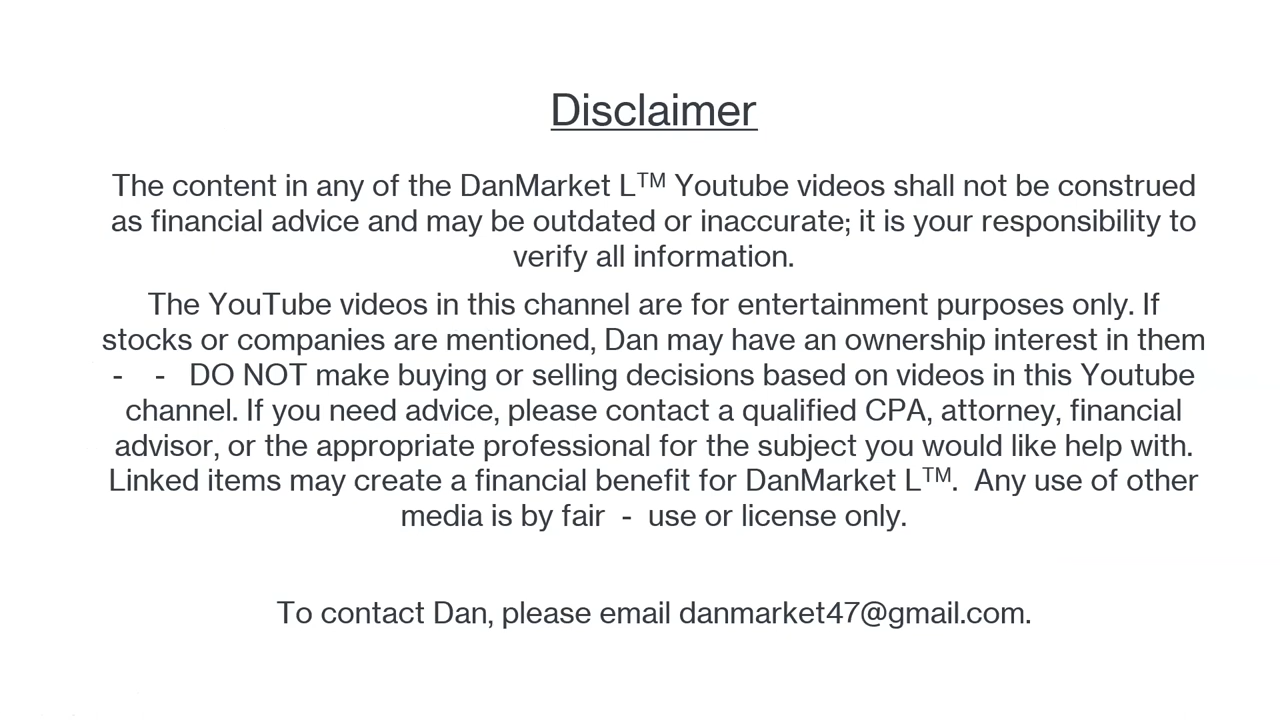 Disclaimer
The content in any of the DanMarket L™ Youtube videos shall not be construed
as financial advice and may be outdated or inaccurate; it is your responsibility to
verify all information.
The YouTube videos in this channel are for entertainment purposes only. If
stocks or companies are mentioned, Dan may have an ownership interest in them
- - DO NOT make buying or selling decisions based on videos in this Youtube
channel. If you need advice, please contact a qualified CPA, attorney, financial
advisor, or the appropriate professional for the subject you would like help with.
Linked items may create a financial benefit for DanMarket L™. Any use of other
media is by fair - use or license only.
To contact Dan, please email danmarket47@gmail.com.